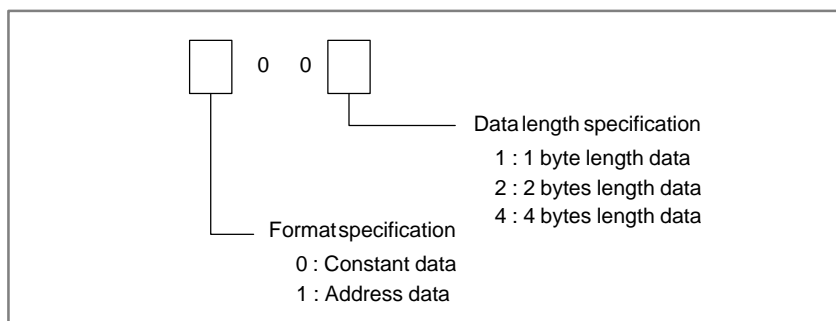 0 0
Data length specification
1 : 1 byte length data
2 : 2 bytes length data
4 : 4 bytes length data
Format specification
0 : Constant data
1 : Address data